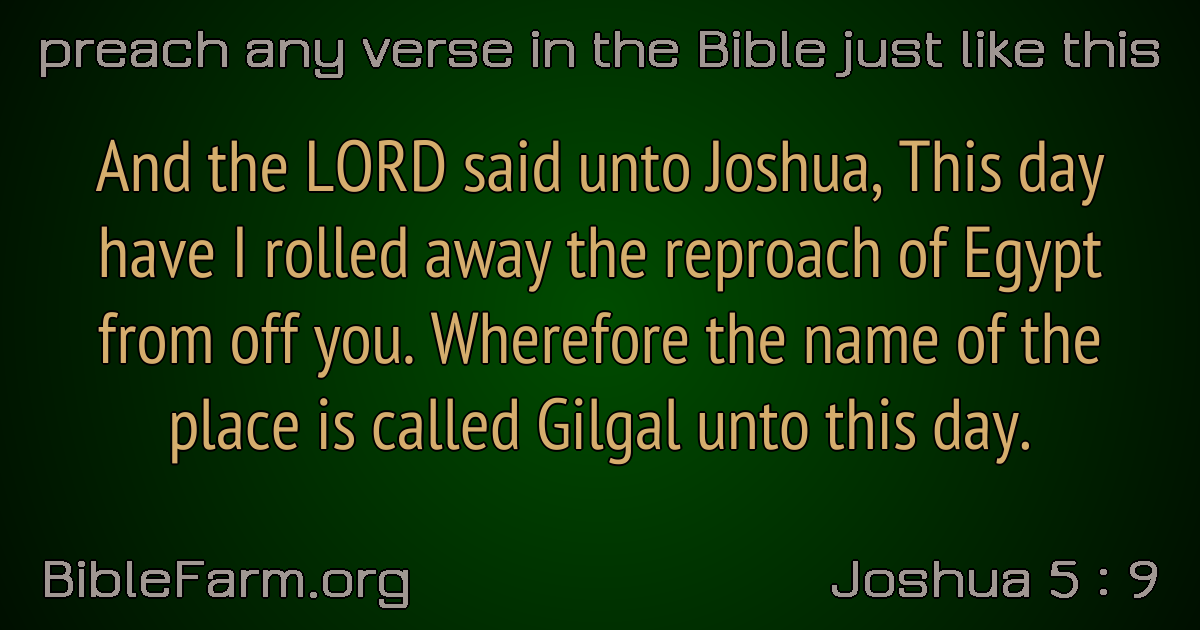 preach any verse in the Bible just like this
And the LORD said unto Joshua, This day
have I rolled away the reproach of Egypt
from off you. Wherefore the name of the
place is called Gilgal unto this day.
BibleFarm.org
Joshua 5 : 9